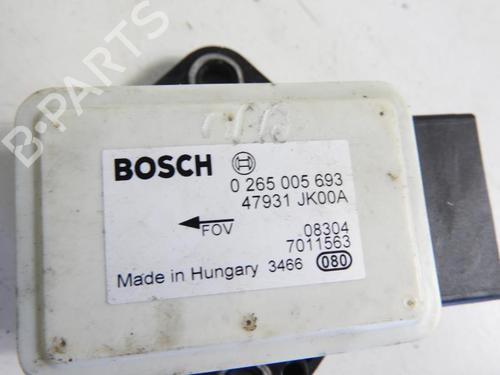 B-PARTS
BOSCH
0 265 005 693
47931 JK00A
FOV
08304
7011563
Made in Hungary 3466 080